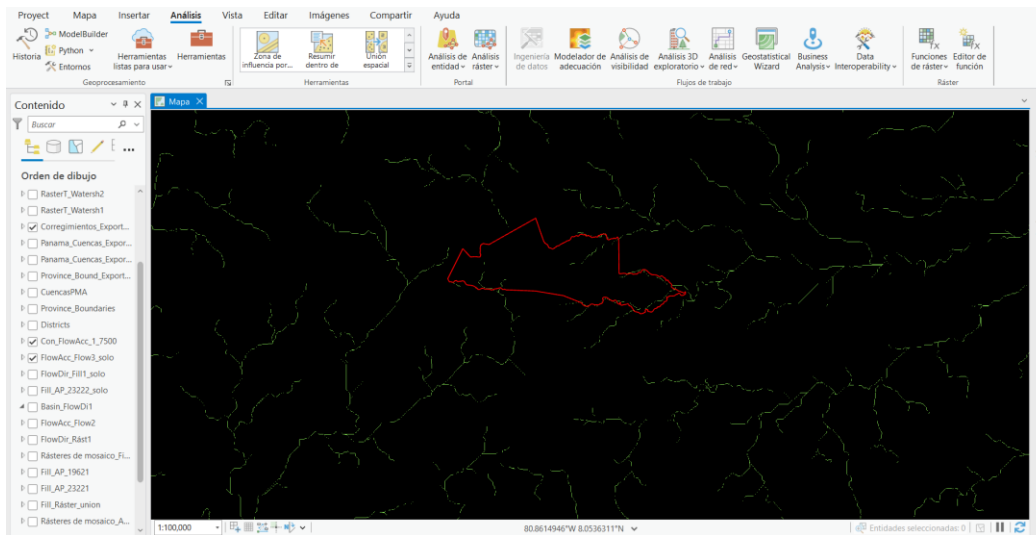 Proyect Mapa Insertar Análisis Vista Editar Imágenes Compartir Ayuda
Historia
ModelBuilder
Python
Entornos
Herramientas listas para usar
Herramientas
Zona de influencia por...
Resumir dentro de
Unión espacial
Análisis de entidad
Análisis ráster
Ingeniería de datos
Modelador de adecuación
Análisis de visibilidad
Análisis 3D exploratorio
Análisis de red
Geostatistical Wizard
Business Analysis
Data Interoperability
Funciones de ráster
Editor de función
Geoprocesamiento
Herramientas
Portal
Flujos de trabajo
Ráster
Contenido
Mapa
Buscar
Orden de dibujo
RasterT_Watersh2
RasterT_Watersh1
Corregimientos_Export...
Panama_Cuencas_Expor...
Panama_Cuencas_Expor...
Province_Bound_Export...
CuencasPMA
Province_Boundaries
Districts
Con_FlowAcc_1_7500
FlowAcc_Flow3_solo
FlowDir_Fill1_solo
Fill_AP_23222_solo
Basin_FlowDi1
FlowAcc_Flow2
FlowDir_Rást1
Rásteres de mosaico_Fi...
Fill_AP_19621
Fill_AP_23221
Fill_Ráster_union
Rásteres de mosaico_A...
1:100,000
80.8614946°W 8.0536311°N
Entidades seleccionadas: 0